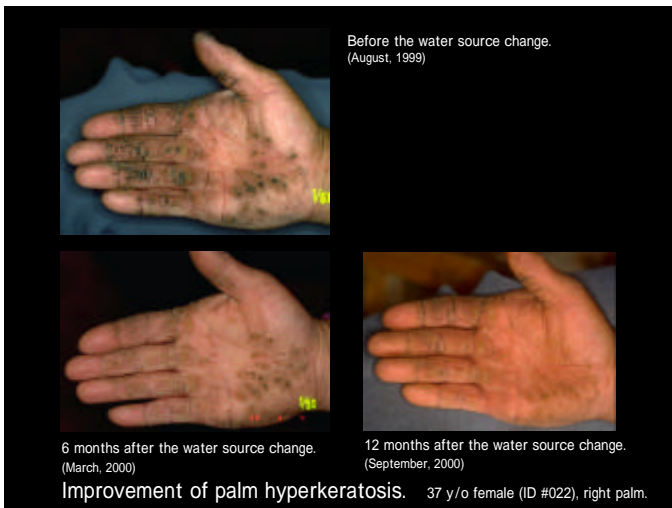 Before the water source change.
(August, 1999)
6 months after the water source change.
(March, 2000)
12 months after the water source change.
(September, 2000)
Improvement of palm hyperkeratosis. 37 y/o female (ID #022), right palm.